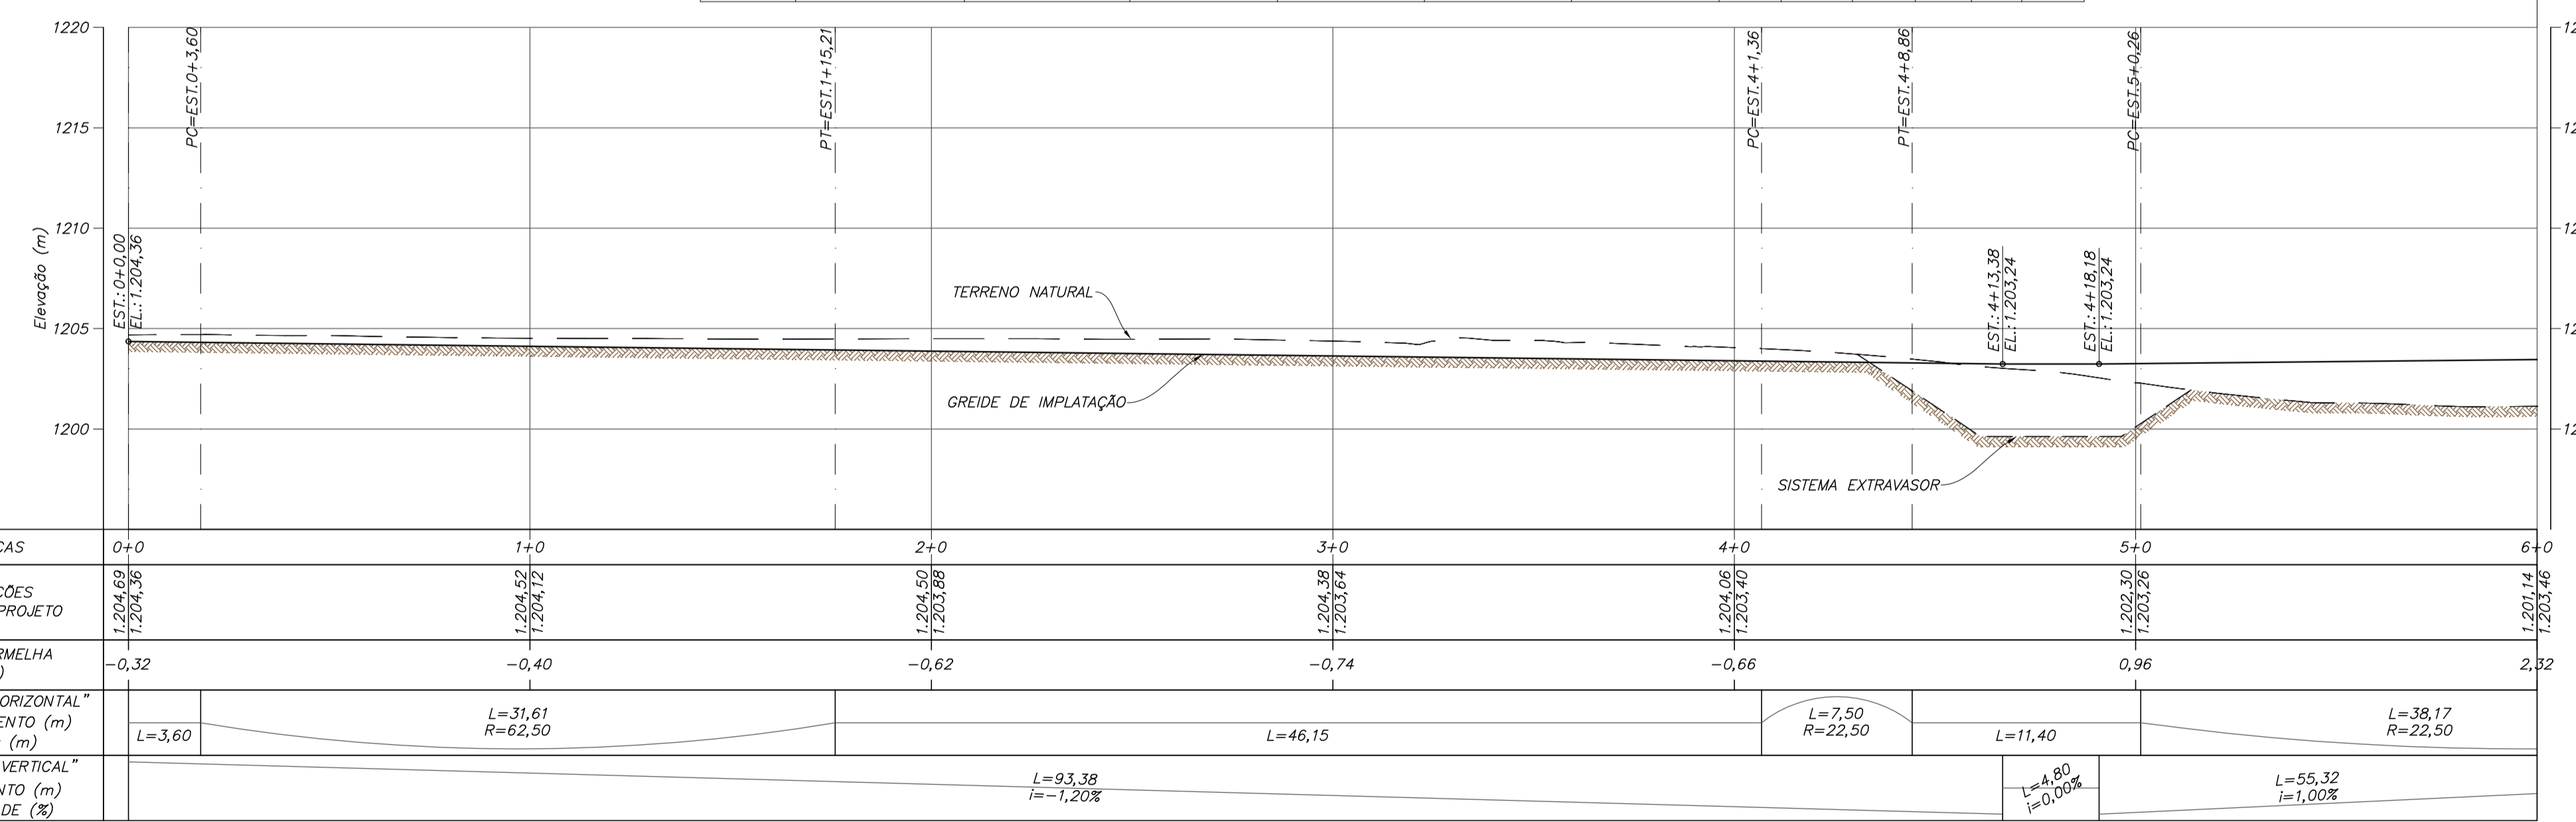 1220
1215
1210
1205
1200
Elevação (m)
PC=EST.0+3,60
PT=EST.1+15,21
PC=EST.4+1,36
PT=EST.4+8,86
PC=EST.5+0,26
EST.: 0+0,00
EL.:1.204,36
TERRENO NATURAL
GREIDE DE IMPLATAÇÃO
EST.: 4+13,38
EL.:1.203,24
EST.: 4+18,18
EL.:1.203,24
SISTEMA EXTRAVASOR
CAS
0+0 1+0 2+0 3+0 4+0 5+0 6+0
ÇÕES
PROJETO
1.204,69
1.204,36
1.204,52
1.204,12
1.204,50
1.203,88
1.204,38
1.203,64
1.204,06
1.203,40
1.202,30
1.203,26
1.201,14
1.203,46
RMELHA
)
-0,32 -0,40 -0,62 -0,74 -0,66 0,96 2,32
ORIZONTAL"
ENTO (m)
(m)
L=3,60
L=31,61
R=62,50
L=46,15
L=7,50
R=22,50
L=11,40
L=38,17
R=22,50
VERTICAL"
NTO (m)
DE (%)
L=93,38
i=-1,20%
L=4,80
i=0,00%
L=55,32
i=1,00%